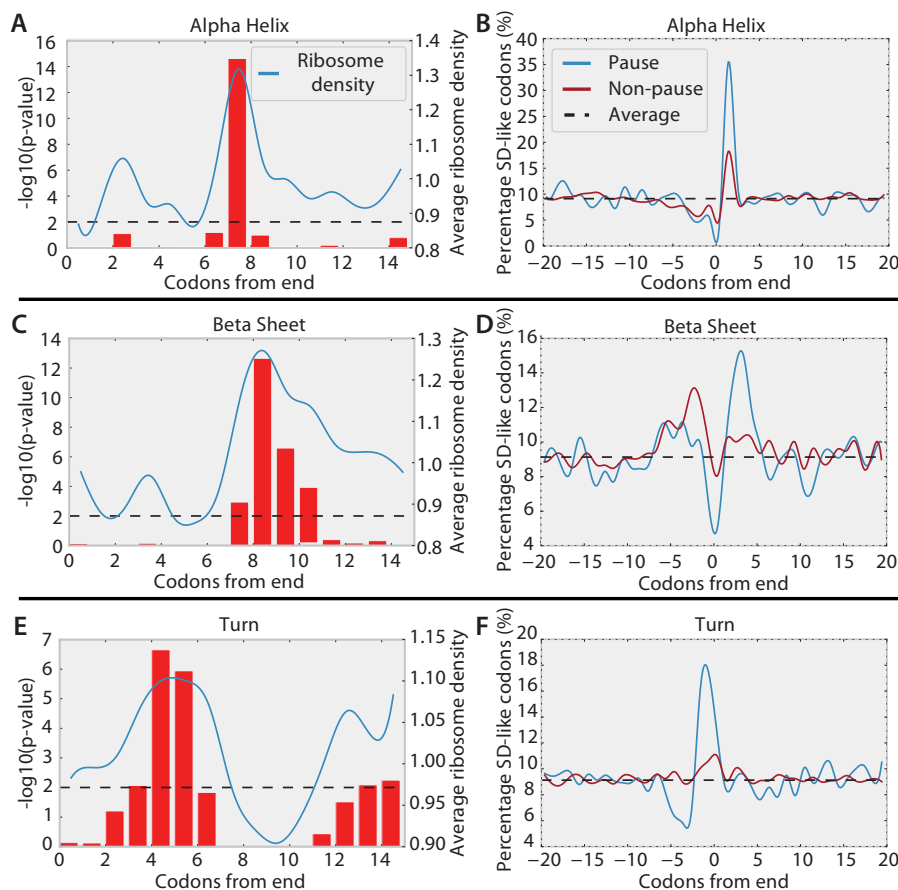 A
Alpha Helix
-log10(p-value)
16
14
12
10
8
6
4
2
0
Ribosome
density
1.4
1.3
1.2
1.1
1.0
0.9
0.8
Average ribosome density
0 2 4 6 8 10 12 14
Codons from end
B
Alpha Helix
Percentage SD-like codons (%)
40
35
30
25
20
15
10
5
0
Pause
Non-pause
Average
−20 −15 −10 −5 0 5 10 15 20
Codons from end
C
Beta Sheet
-log10(p-value)
14
12
10
8
6
4
2
0
1.3
1.2
1.1
1.0
0.9
0.8
Average ribosome density
0 2 4 6 8 10 12 14
Codons from end
D
Beta Sheet
Percentage SD-like codons (%)
16
14
12
10
8
6
4
−20 −15 −10 −5 0 5 10 15 20
Codons from end
E
Turn
-log10(p-value)
7
6
5
4
3
2
1
0
1.15
1.10
1.05
1.00
0.95
0.90
Average ribosome density
0 2 4 6 8 10 12 14
Codons from end
F
Turn
Percentage SD-like codons (%)
20
18
16
14
12
10
8
6
4
−20 −15 −10 −5 0 5 10 15 20
Codons from end